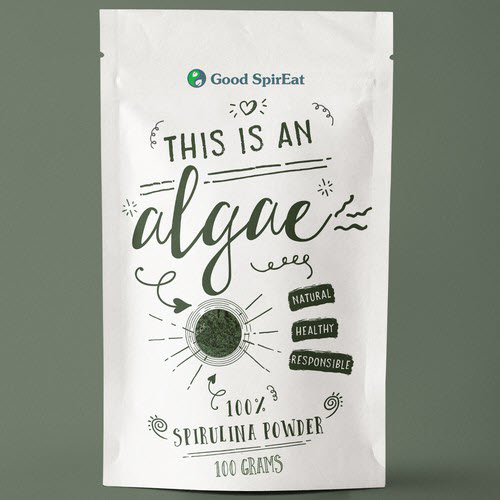 Good SpirEat
THIS IS AN
algae
NATURAL
HEALTHY
RESPONSIBLE
100%
SPIRULINA POWDER
100 GRAMS